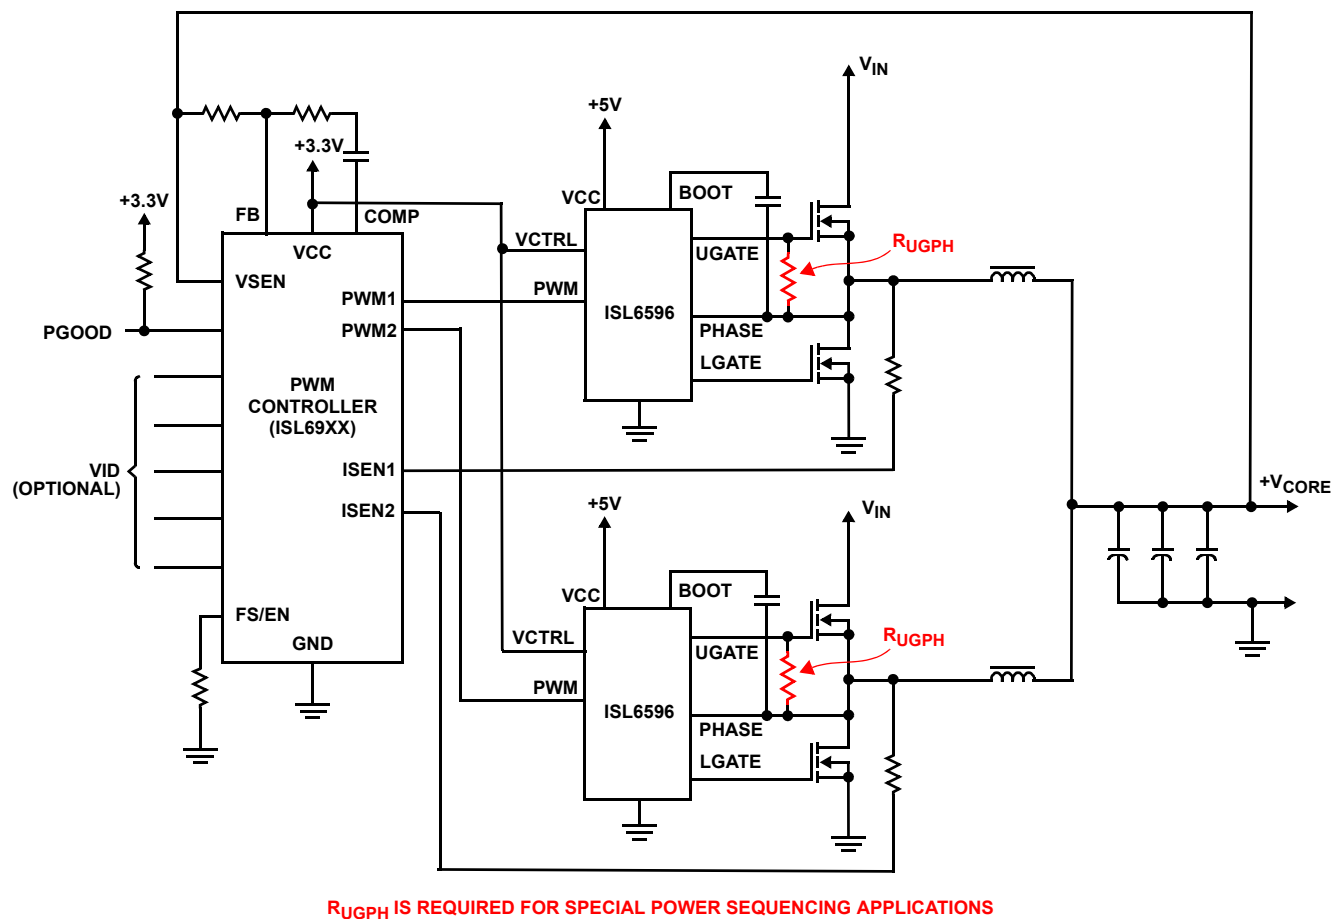 VIN
+5V
+3.3V
+3.3V
VCC
BOOT
FB
COMP
VCC
VCTRL
UGATE
RUGPH
VSEN
PWM1
PWM
ISL6596
PGOOD
PWM2
PHASE
LGATE
PWM
CONTROLLER
(ISL69XX)
VID
(OPTIONAL)
ISEN1
ISEN2
+5V
VIN
+VCORE
VCC
BOOT
FS/EN
GND
VCTRL
UGATE
RUGPH
PWM
ISL6596
PHASE
LGATE
RUGPH IS REQUIRED FOR SPECIAL POWER SEQUENCING APPLICATIONS